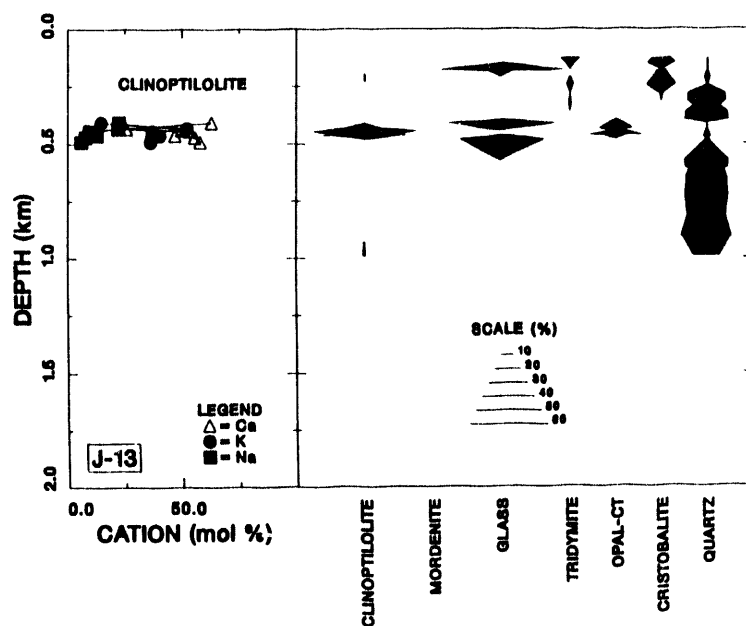 CLINOPTILOLITE
0.0
0.5
1.0
1.5
2.0
DEPTH (km)
LEGEND
△ = Ca
● = K
■ = Na
J-13
0.0 50.0
CATION (mol %)
SCALE (%)
10
20
30
40
50
60
CLINOPTILOLITE
MORDENITE
GLASS
TRIDYMITE
OPAL-CT
CRISTOBALITE
QUARTZ